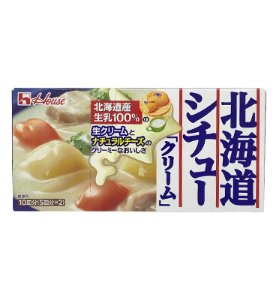 House
北海道産
生乳100%の
生クリームと
ナチュラルチーズの
クリーミーなおいしさ
北海道
シチュー
「クリーム」
10皿分(5皿分×2)